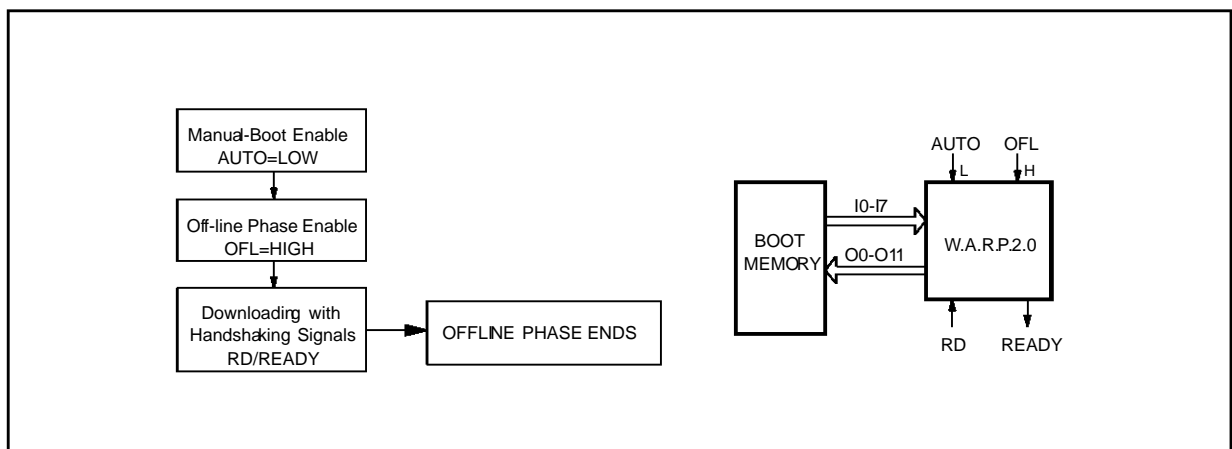 Manual-Boot Enable
AUTO=LOW
Off-line Phase Enable
OFL=HIGH
Downloading with
Handshaking Signals
RD/READY
OFFLINE PHASE ENDS
AUTO OFL
L H
I0-I7
BOOT
MEMORY
O0-O11
W.A.R.P.2.0
RD READY